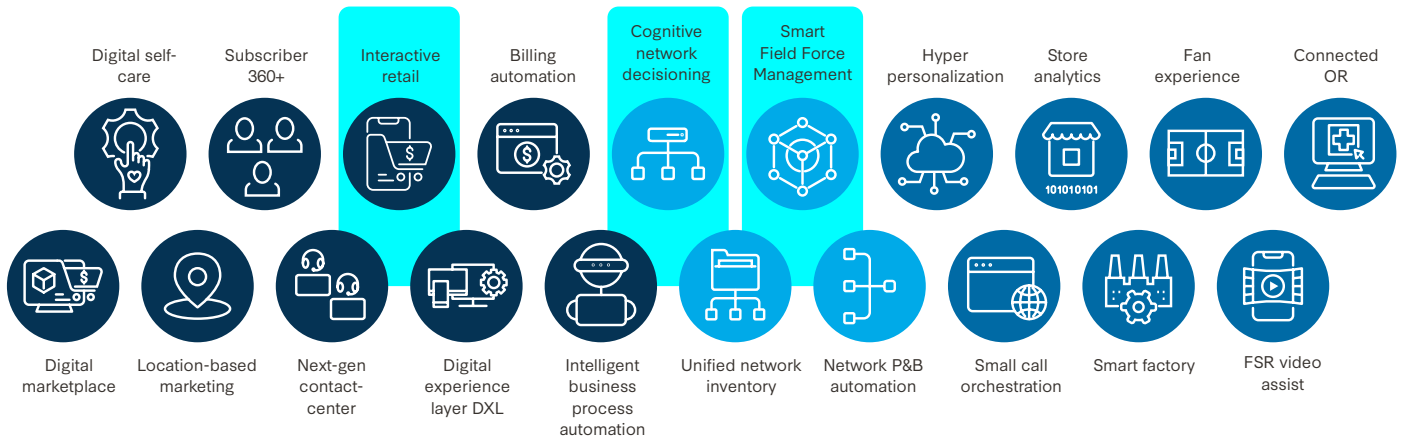 Digital self-
care
Subscriber
360+
Interactive
retail
$
Billing
automation
$
Cognitive
network
decisioning
Smart
Field Force
Management
Hyper
personalization
Store
analytics
101010101
Fan
experience
Connected
OR
$
Digital
marketplace
Location-based
marketing
Next-gen
contact-
center
Digital
experience
layer DXL
Intelligent
business
process
automation
Unified network
inventory
Network P&B
automation
Small call
orchestration
Smart factory
FSR video
assist